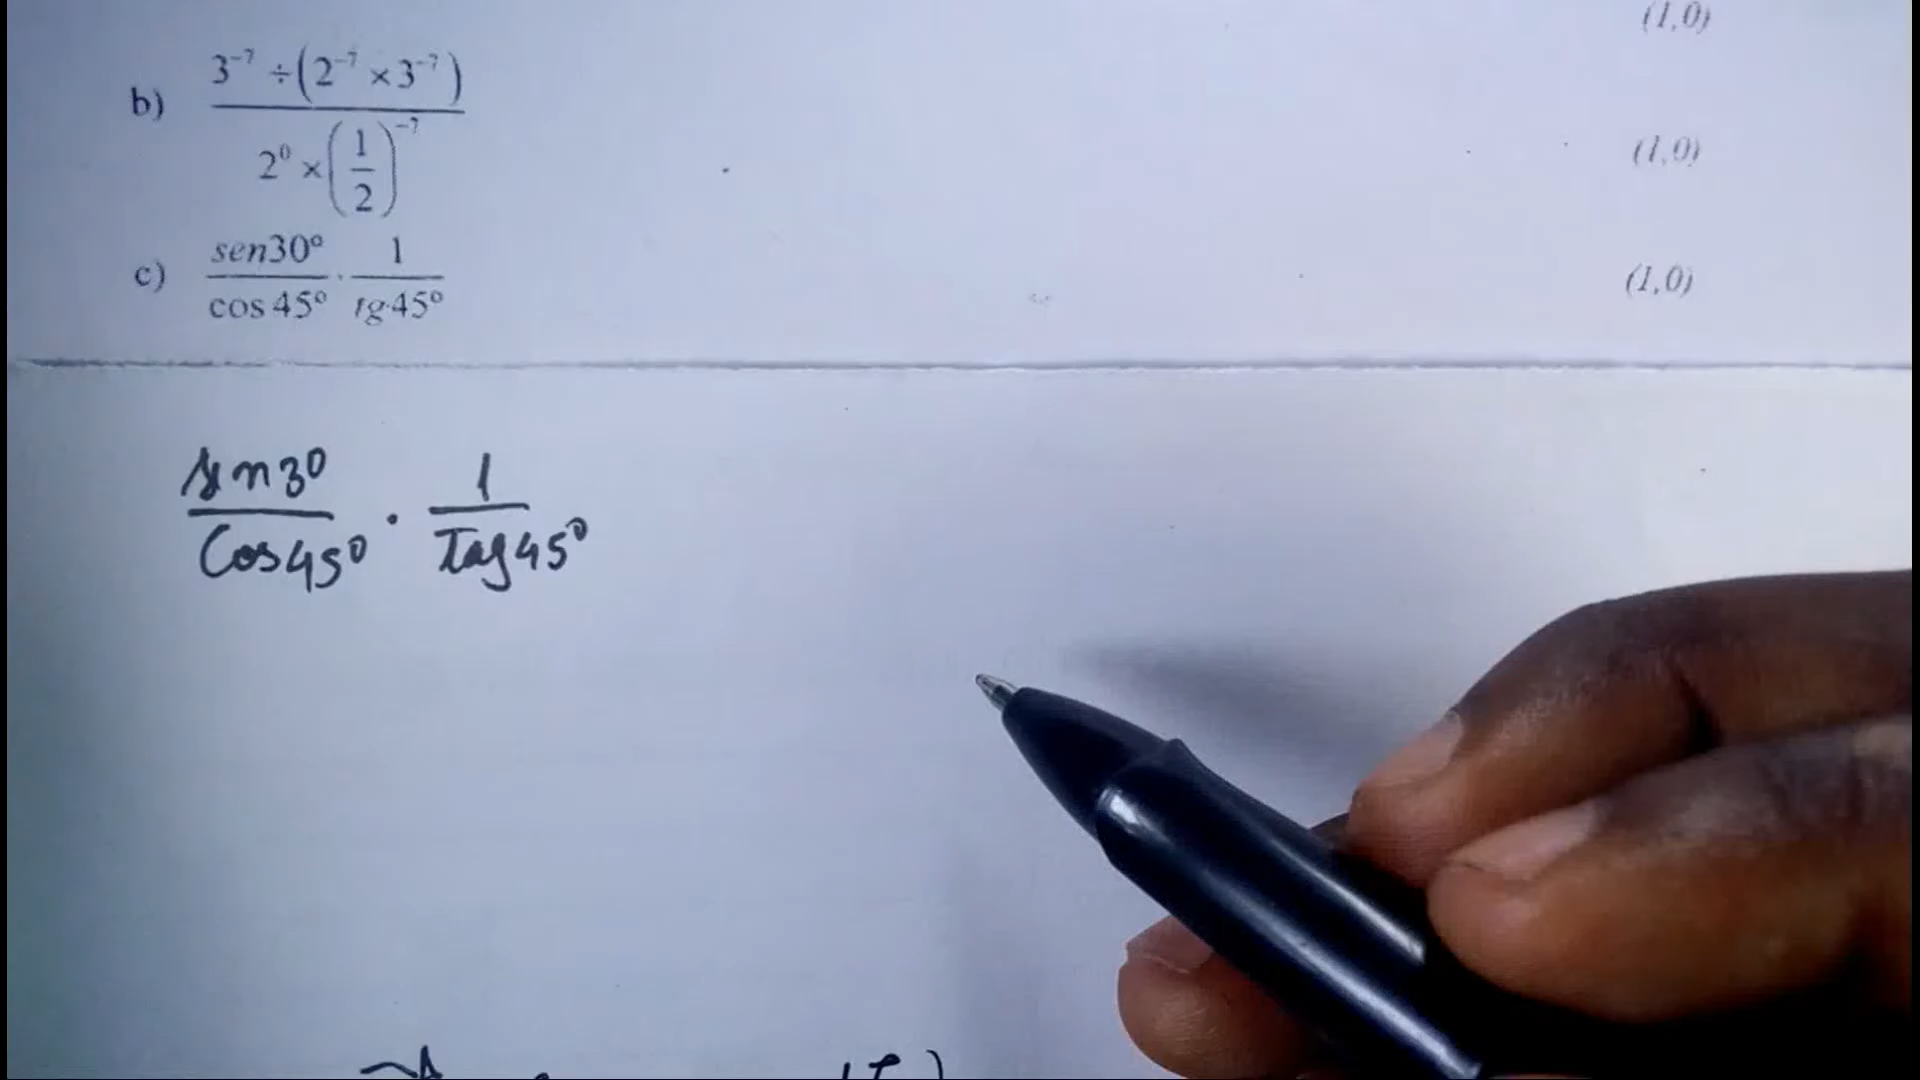 (1,0)
b) 3⁻⁷ ÷ (2⁻⁷ × 3⁻⁷) / 2⁰ × (1/2)⁻⁷ (1,0)
c) sen30° / cos 45° · 1 / tg·45° (1,0)
sen30 / Cos45° · 1 / Tag45°